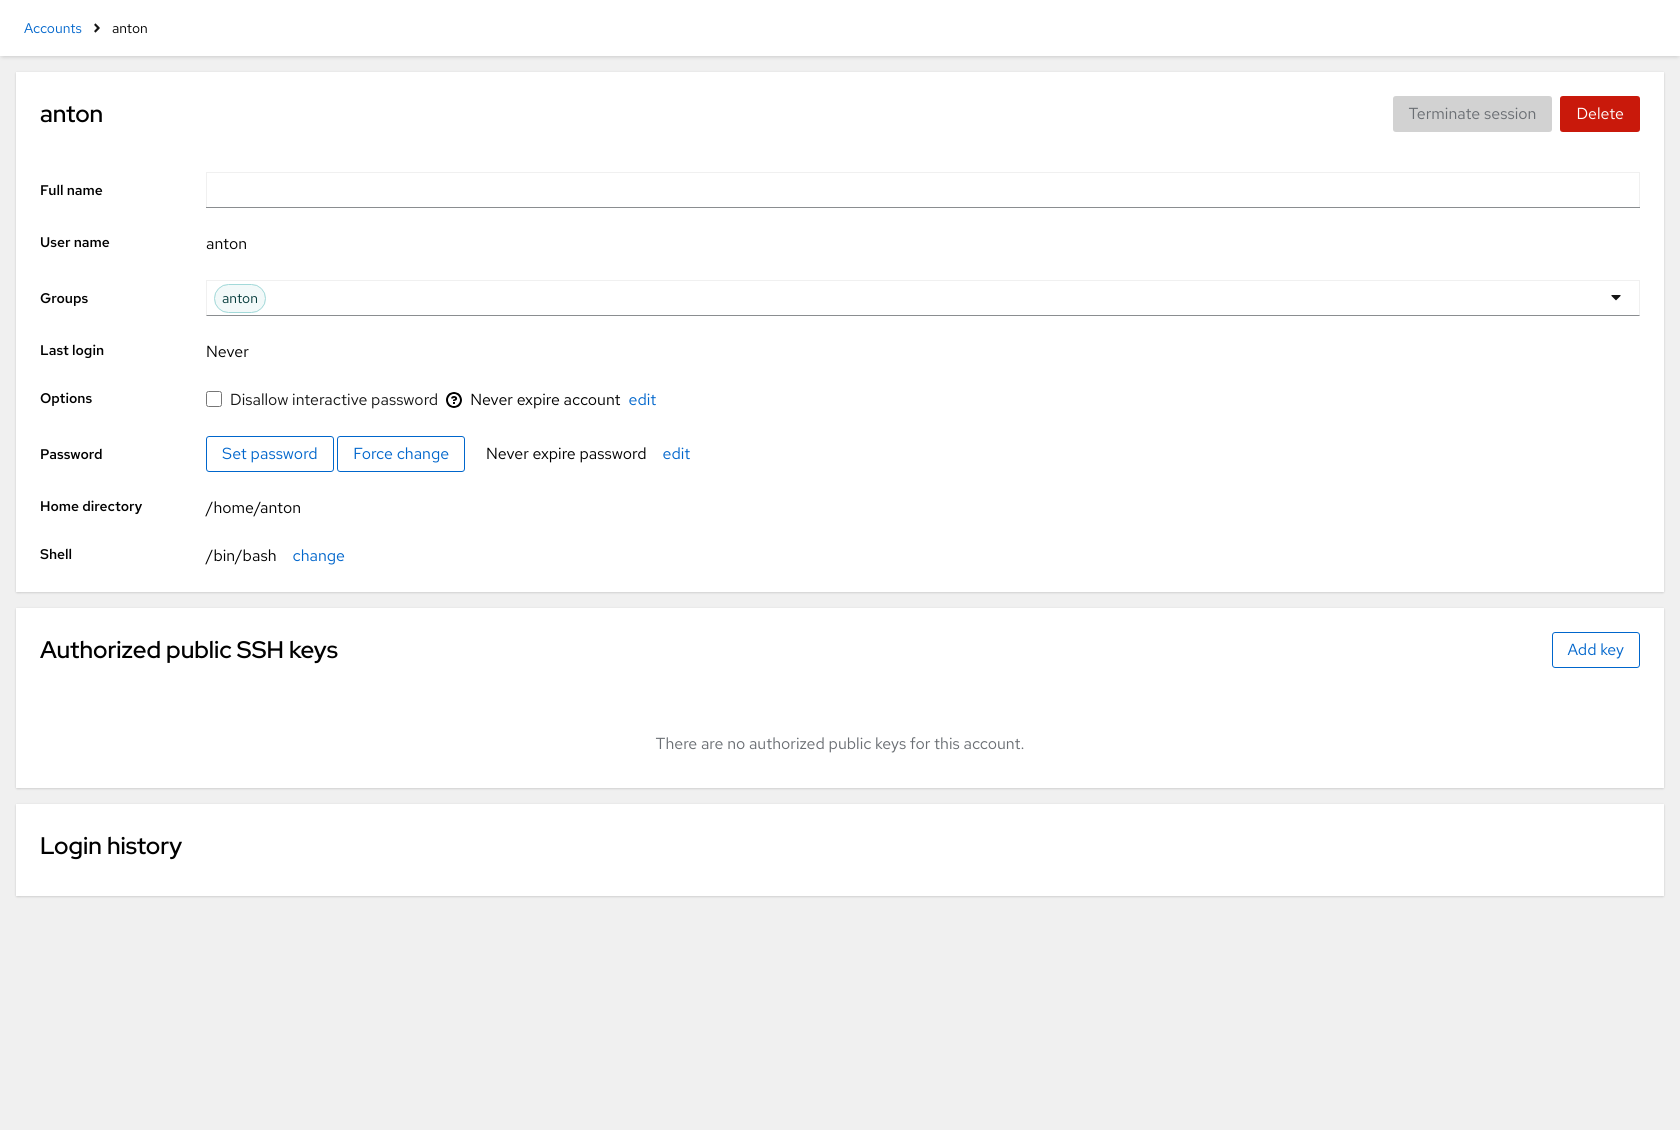 Accounts > anton
anton
Terminate session
Delete
Full name
User name
anton
Groups
anton
Last login
Never
Options
Disallow interactive password
Never expire account
edit
Password
Set password
Force change
Never expire password
edit
Home directory
/home/anton
Shell
/bin/bash
change
Authorized public SSH keys
Add key
There are no authorized public keys for this account.
Login history